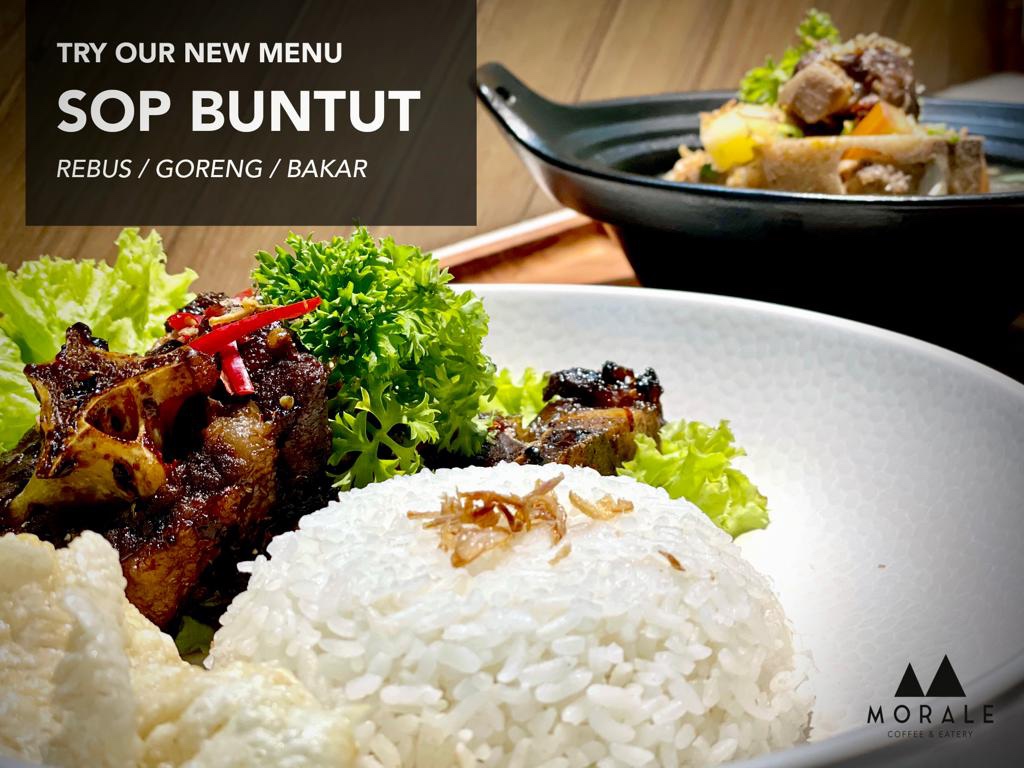 TRY OUR NEW MENU
SOP BUNTUT
REBUS / GORENG / BAKAR
MORALE
COFFEE & EATERY